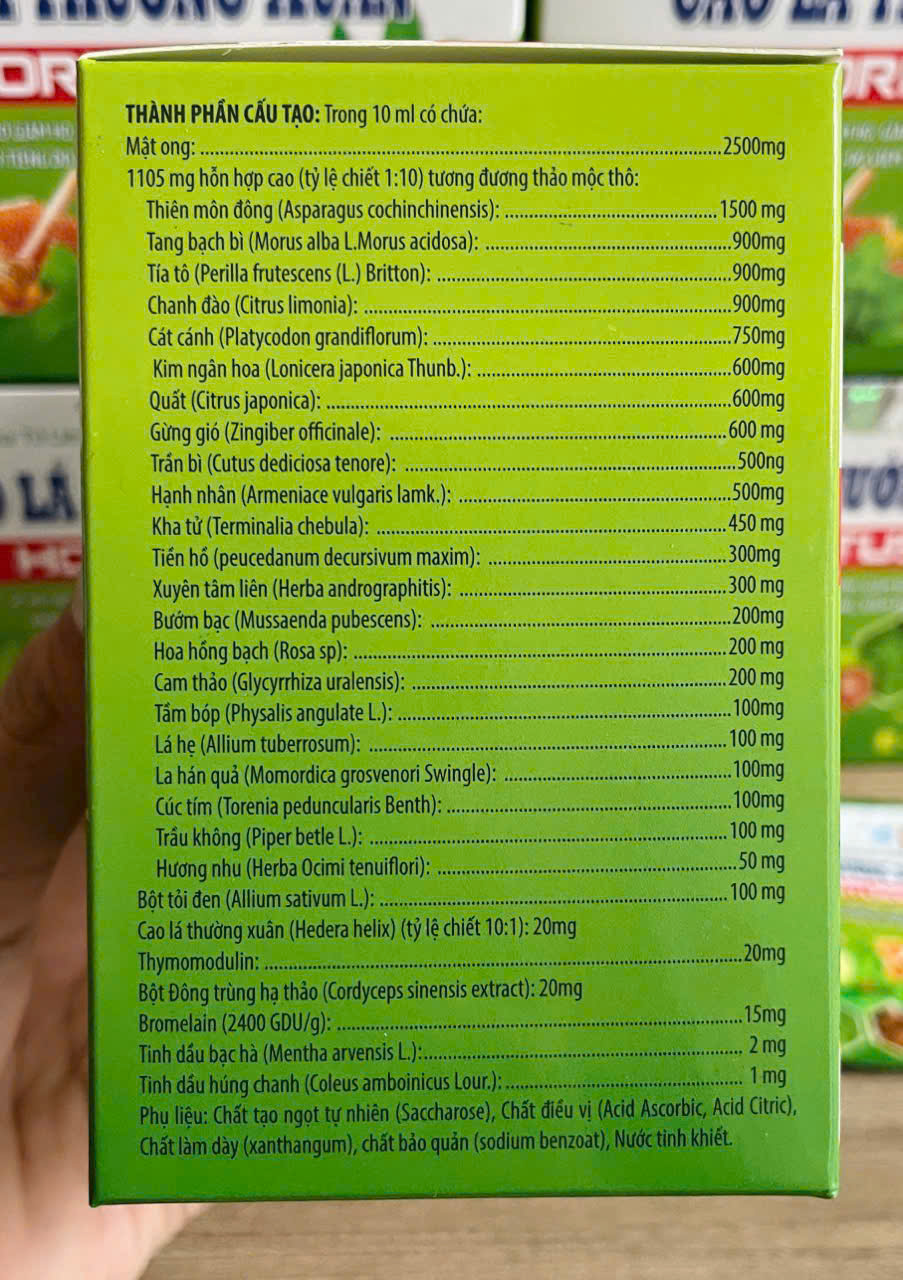 THÀNH PHẦN CẤU TẠO: Trong 10 ml có chứa:
Mật ong: ........ 2500mg
1105 mg hỗn hợp cao (tỷ lệ chiết 1:10) tương đương thảo mộc thô:
Thiên môn đông (Asparagus cochinchinensis): ........ 1500 mg
Tang bạch bì (Morus alba L.Morus acidosa): ........ 900mg
Tía tô (Perilla frutescens (L.) Britton): ........ 900mg
Chanh đào (Citrus limonia): ........ 900mg
Cát cánh (Platycodon grandiflorum): ........ 750mg
Kim ngân hoa (Lonicera japonica Thunb.): ........ 600mg
Quất (Citrus japonica): ........ 600mg
Gừng gió (Zingiber officinale): ........ 600 mg
Trần bì (Cutus dediciosa tenore): ........ 500ng
Hạnh nhân (Armeniace vulgaris lamk.): ........ 500mg
Kha tử (Terminalia chebula): ........ 450 mg
Tiền hồ (peucedanum decursivum maxim): ........ 300mg
Xuyên tâm liên (Herba andrographitis): ........ 300 mg
Bướm bạc (Mussaenda pubescens): ........ 200mg
Hoa hồng bạch (Rosa sp): ........ 200 mg
Cam thảo (Glycyrrhiza uralensis): ........ 200 mg
Tầm bóp (Physalis angulate L.): ........ 100mg
Lá hẹ (Allium tuberrosum): ........ 100 mg
La hán quả (Momordica grosvenori Swingle): ........ 100mg
Cúc tím (Torenia peduncularis Benth): ........ 100mg
Trầu không (Piper betle L.): ........ 100 mg
Hương nhu (Herba Ocimi tenuiflori): ........ 50 mg
Bột tỏi đen (Allium sativum L.): ........ 100 mg
Cao lá thường xuân (Hedera helix) (tỷ lệ chiết 10:1): 20mg
Thymomodulin: ........ 20mg
Bột Đông trùng hạ thảo (Cordyceps sinensis extract): 20mg
Bromelain (2400 GDU/g): ........ 15mg
Tinh dầu bạc hà (Mentha arvensis L.): ........ 2 mg
Tinh dầu húng chanh (Coleus amboinicus Lour.): ........ 1 mg
Phụ liệu: Chất tạo ngọt tự nhiên (Saccharose), Chất điều vị (Acid Ascorbic, Acid Citric),
Chất làm dày (xanthangum), chất bảo quản (sodium benzoat), Nước tinh khiết.